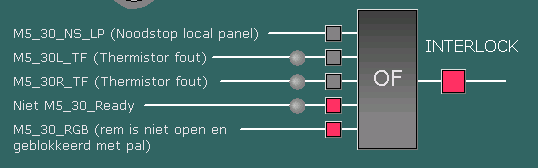 M5_30_NS_LP (Noodstop local panel)
M5_30L_TF (Thermistor fout)
M5_30R_TF (Thermistor fout)
Niet M5_30_Ready
M5_30_RGB (rem is niet open en
geblokkeerd met pal)
OF
INTERLOCK